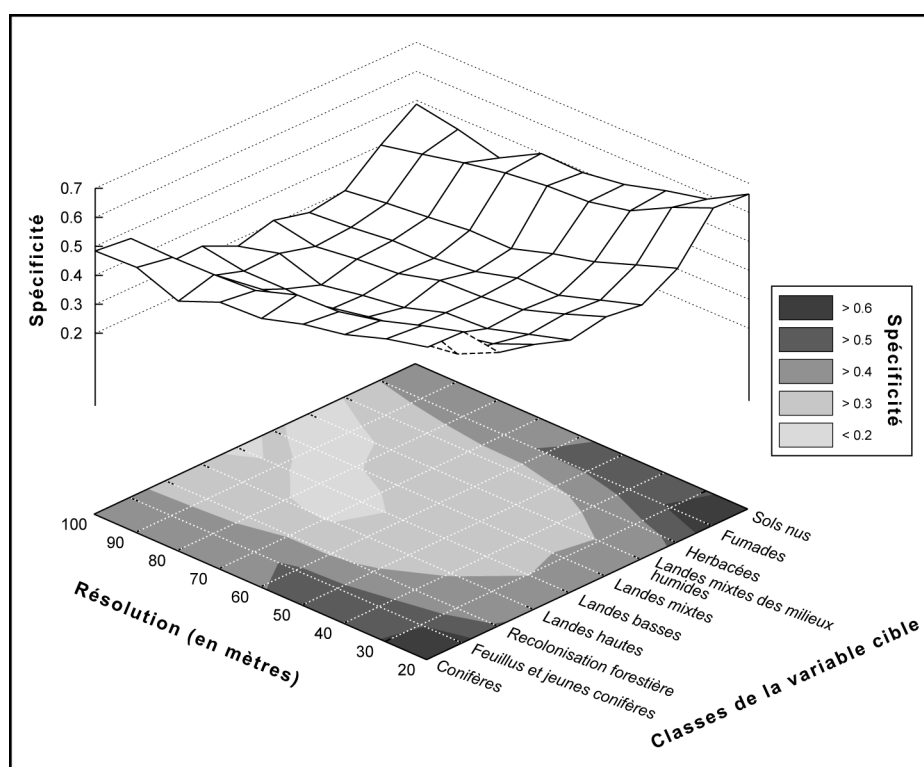 Spécificité
0.7
0.6
0.5
0.4
0.3
0.2
> 0.6
> 0.5
> 0.4
> 0.3
< 0.2
Spécificité
100
90
80
70
60
50
40
30
20
Résolution (en mètres)
Sols nus
Fumades
Herbacées
Landes mixtes des milieux
humides
Landes mixtes
Landes basses
Landes hautes
Recolonisation forestière
Feuillus et jeunes conifères
Conifères
Classes de la variable cible